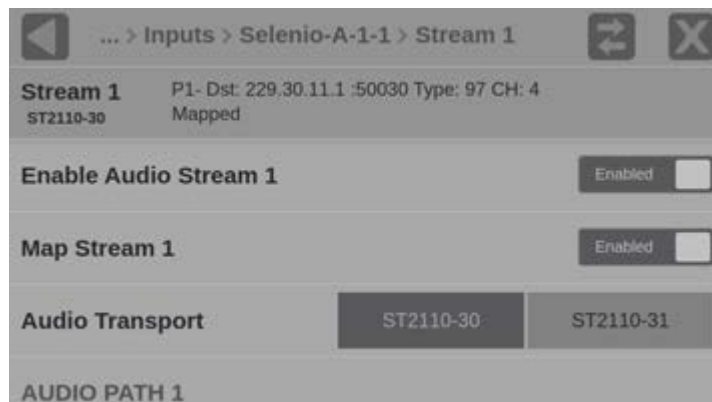 ... > Inputs > Selenio-A-1-1 > Stream 1
Stream 1 P1- Dst: 229.30.11.1 :50030 Type: 97 CH: 4
ST2110-30 Mapped
Enable Audio Stream 1 Enabled
Map Stream 1 Enabled
Audio Transport ST2110-30 ST2110-31
AUDIO PATH 1